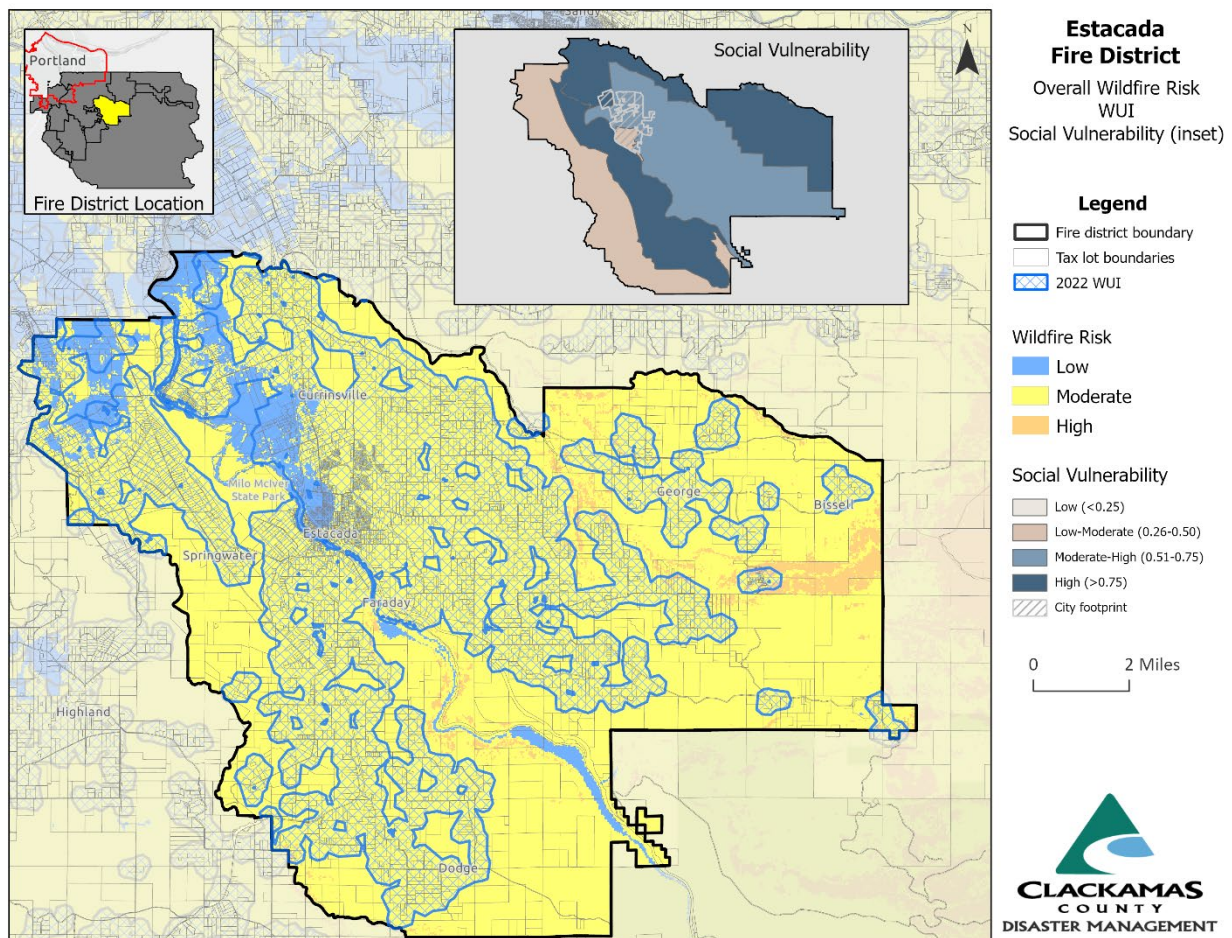 Estacada
Fire District
Overall Wildfire Risk
WUI
Social Vulnerability (inset)
Legend
Fire district boundary
Tax lot boundaries
2022 WUI
Wildfire Risk
Low
Moderate
High
Social Vulnerability
Low (<0.25)
Low-Moderate (0.26-0.50)
Moderate-High (0.51-0.75)
High (>0.75)
City footprint
0 2 Miles
CLACKAMAS
COUNTY
DISASTER MANAGEMENT
Sandy
N
Portland
Fire District Location
Social Vulnerability
Currinsville
Milo McIver
State Park
George
Bissell
Estacada
Springwater
Faraday
Highland
Dodge